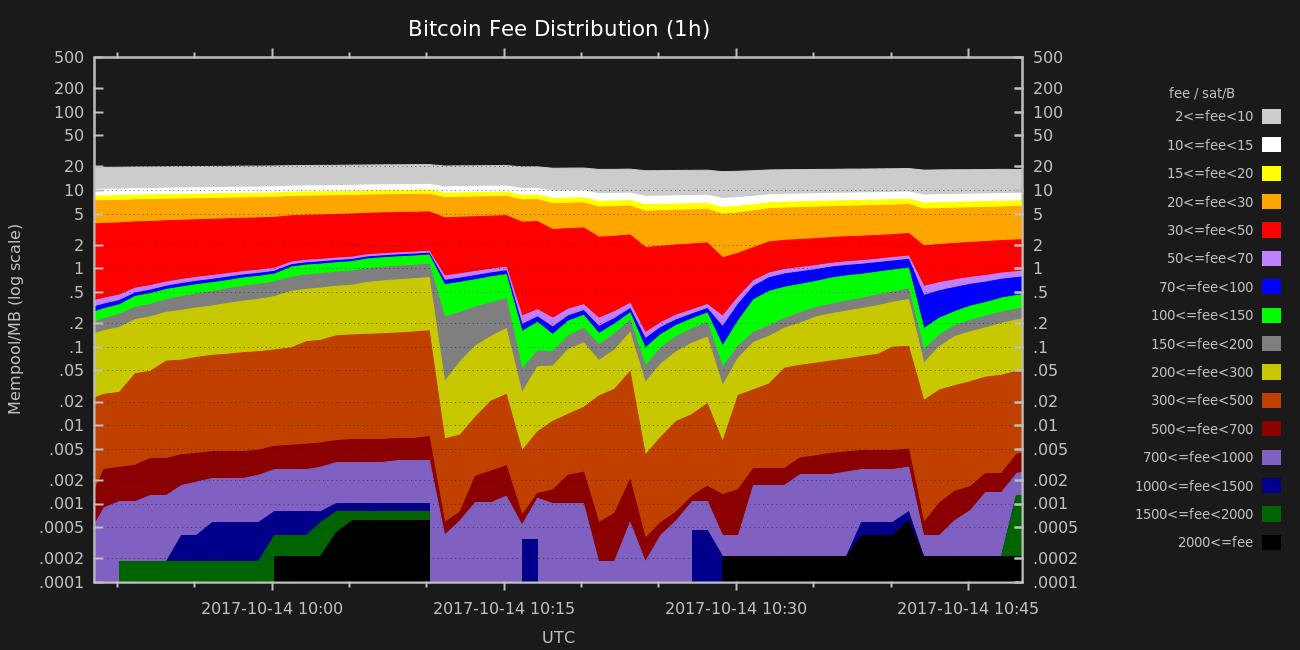 Bitcoin Fee Distribution (1h)
500 500
200 200
100 100
50 50
20 20
10 10
5 5
2 2
1 1
.5 .5
.2 .2
.1 .1
.05 .05
.02 .02
.01 .01
.005 .005
.002 .002
.001 .001
.0005 .0005
.0002 .0002
.0001 .0001
Mempool/MB (log scale)
2017-10-14 10:00 2017-10-14 10:15 2017-10-14 10:30 2017-10-14 10:45
UTC
fee / sat/B
2<=fee<10
10<=fee<15
15<=fee<20
20<=fee<30
30<=fee<50
50<=fee<70
70<=fee<100
100<=fee<150
150<=fee<200
200<=fee<300
300<=fee<500
500<=fee<700
700<=fee<1000
1000<=fee<1500
1500<=fee<2000
2000<=fee